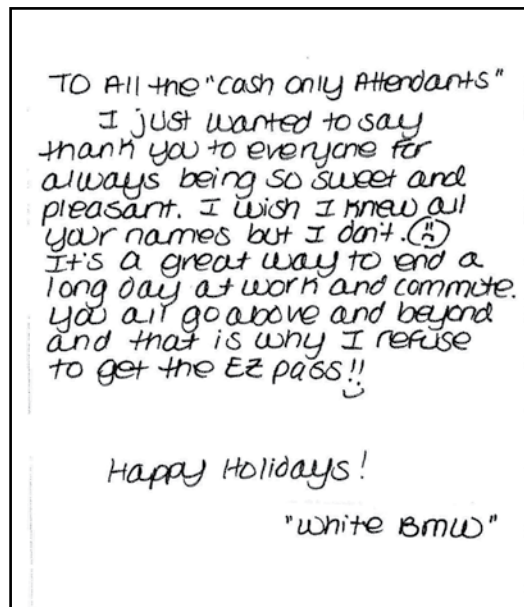 TO All the "Cash only Attendants"
I just wanted to say
thank you to everyone for
always being so sweet and
pleasant. I wish I knew all
your names but I don't. ☹
It's a great way to end a
long day at work and commute.
You all go above and beyond
and that is why I refuse
to get the EZ pass!!
Happy Holidays!
"White BMW"